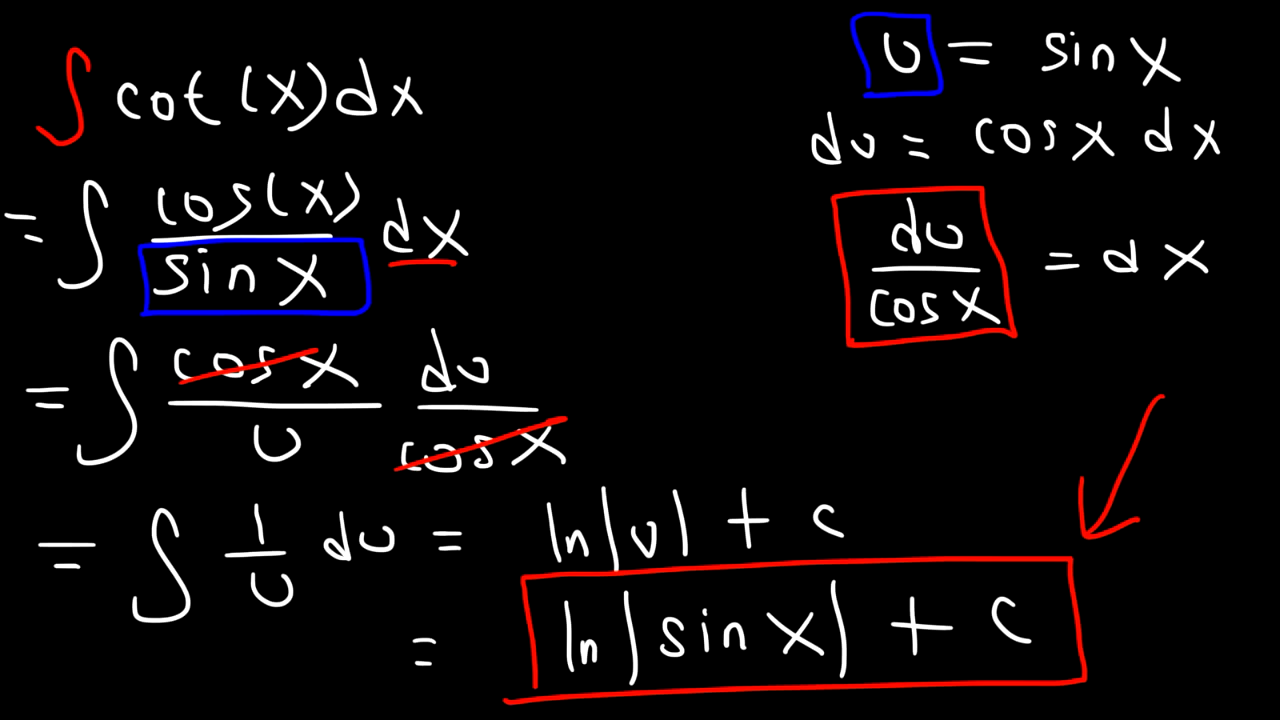 ∫ cot(x)dx
= ∫ cos(x)/sin x dx
= ∫ cos x/u du/cos x
= ∫ 1/u du = ln|u| + c
= ln|sin x| + c
u = sin x
du = cos x dx
du/cos x = dx